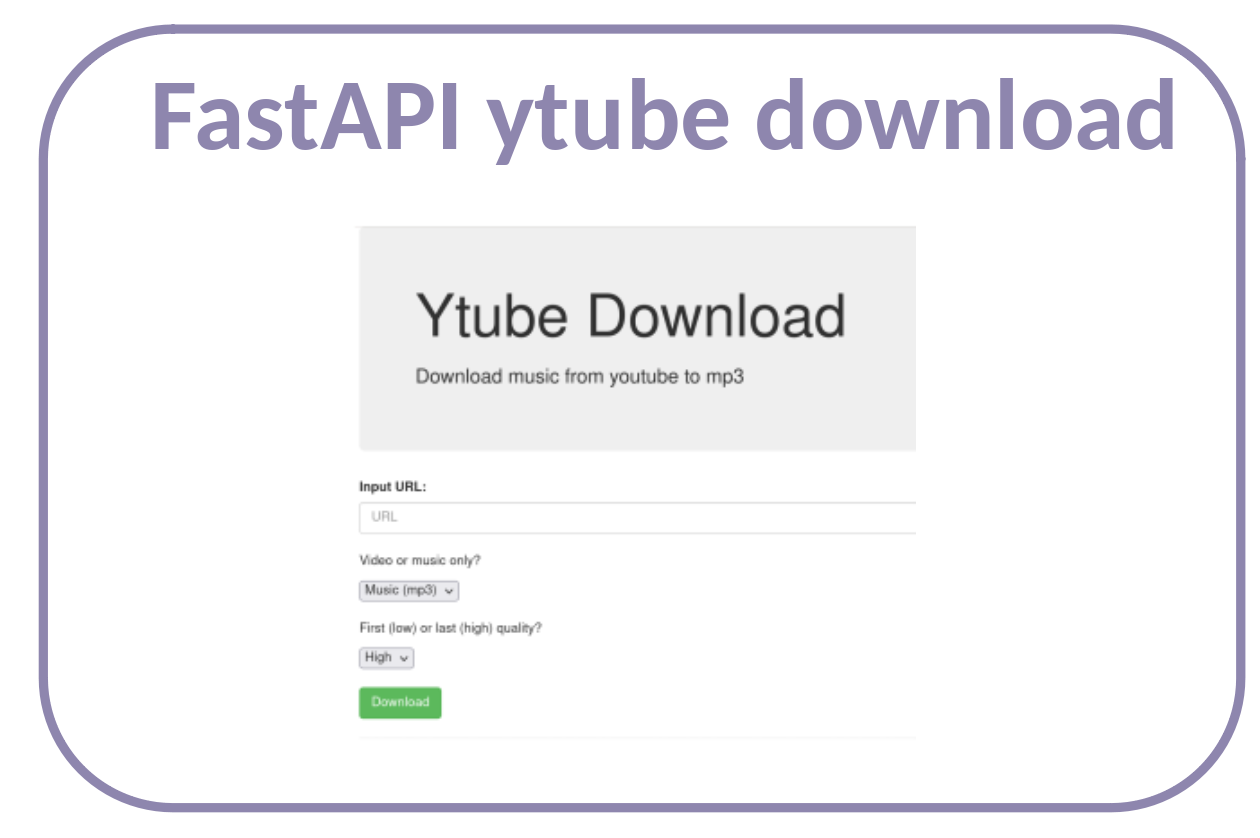 FastAPI ytube download
Ytube Download
Download music from youtube to mp3
Input URL:
URL
Video or music only?
Music (mp3)
First (low) or last (high) quality?
High
Download